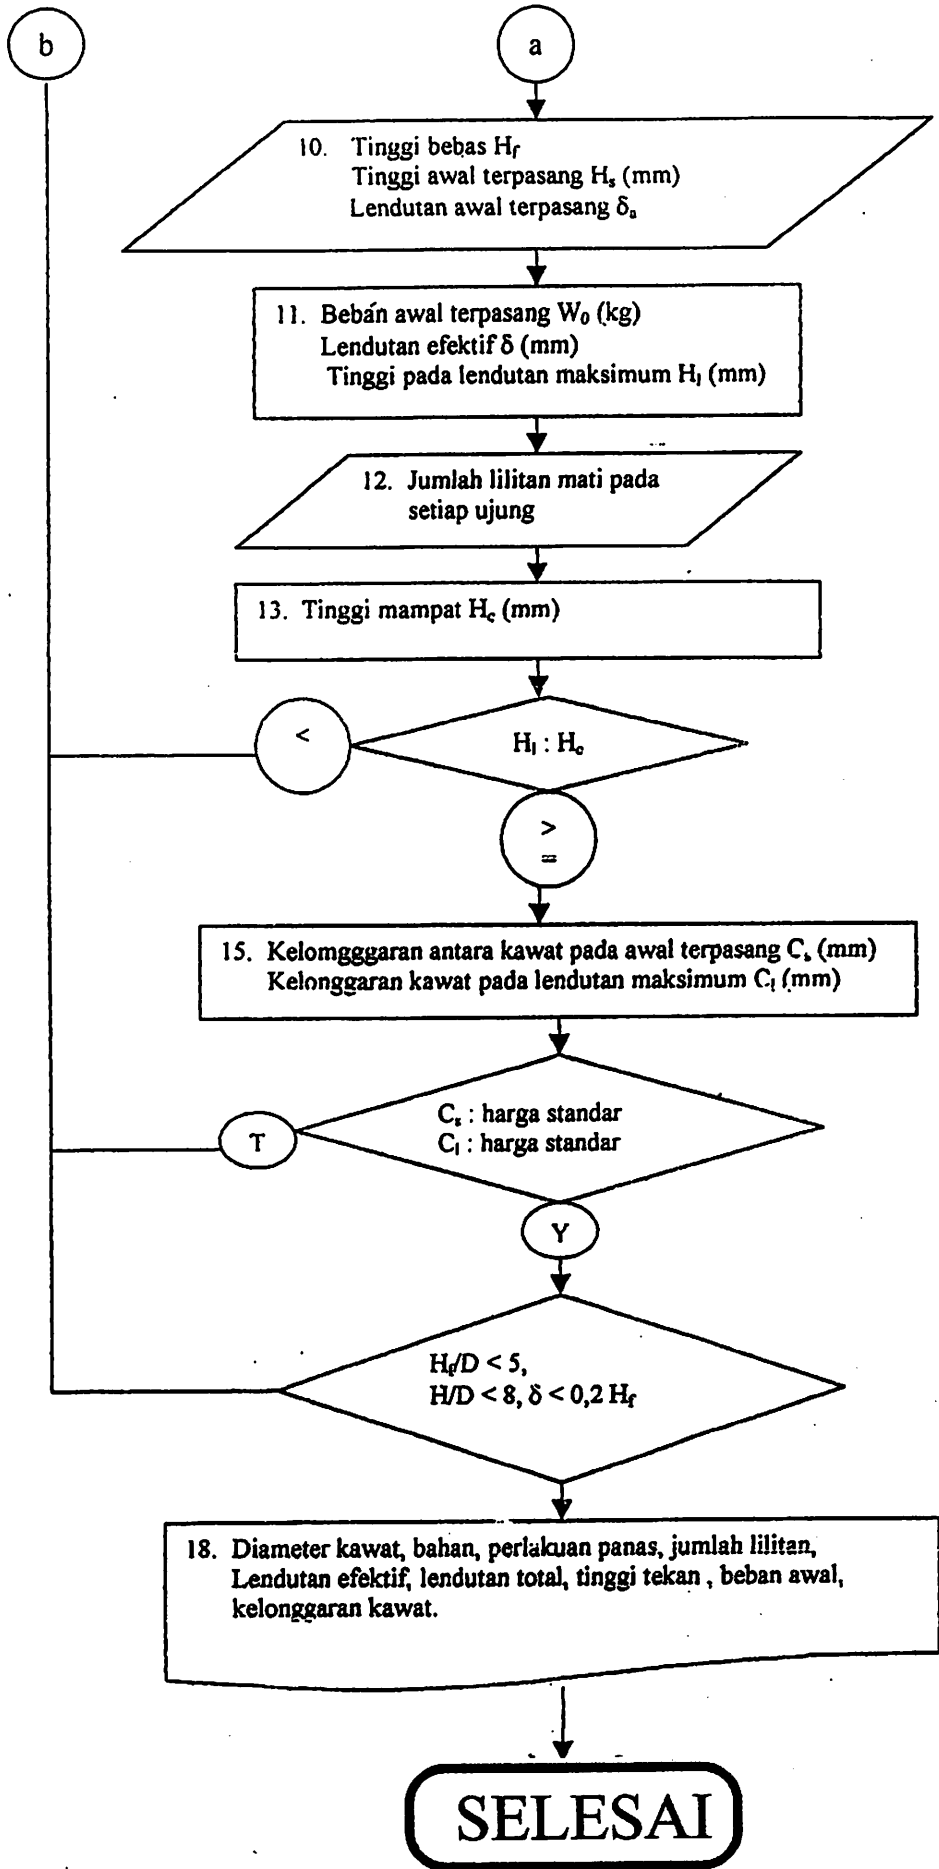 b
a
10. Tinggi bebas Hf
Tinggi awal terpasang Hs (mm)
Lendutan awal terpasang δa
11. Beban awal terpasang W0 (kg)
Lendutan efektif δ (mm)
Tinggi pada lendutan maksimum Hl (mm)
12. Jumlah lilitan mati pada
setiap ujung
13. Tinggi mampat Hc (mm)
<
Hl : Hc
>
=
15. Kelomgggaran antara kawat pada awal terpasang Cs (mm)
Kelonggaran kawat pada lendutan maksimum Cl (mm)
Cs : harga standar
Cl : harga standar
T
Y
Hf/D < 5,
H/D < 8, δ < 0,2 Hf
18. Diameter kawat, bahan, perlakuan panas, jumlah lilitan,
Lendutan efektif, lendutan total, tinggi tekan , beban awal,
kelonggaran kawat.
SELESAI